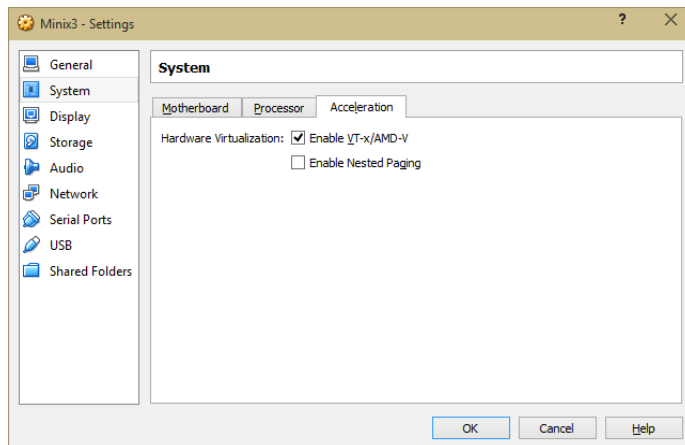 Minix3 - Settings
?
General
System
Display
Storage
Audio
Network
Serial Ports
USB
Shared Folders
System
Motherboard Processor Acceleration
Hardware Virtualization: Enable VT-x/AMD-V
Enable Nested Paging
OK Cancel Help